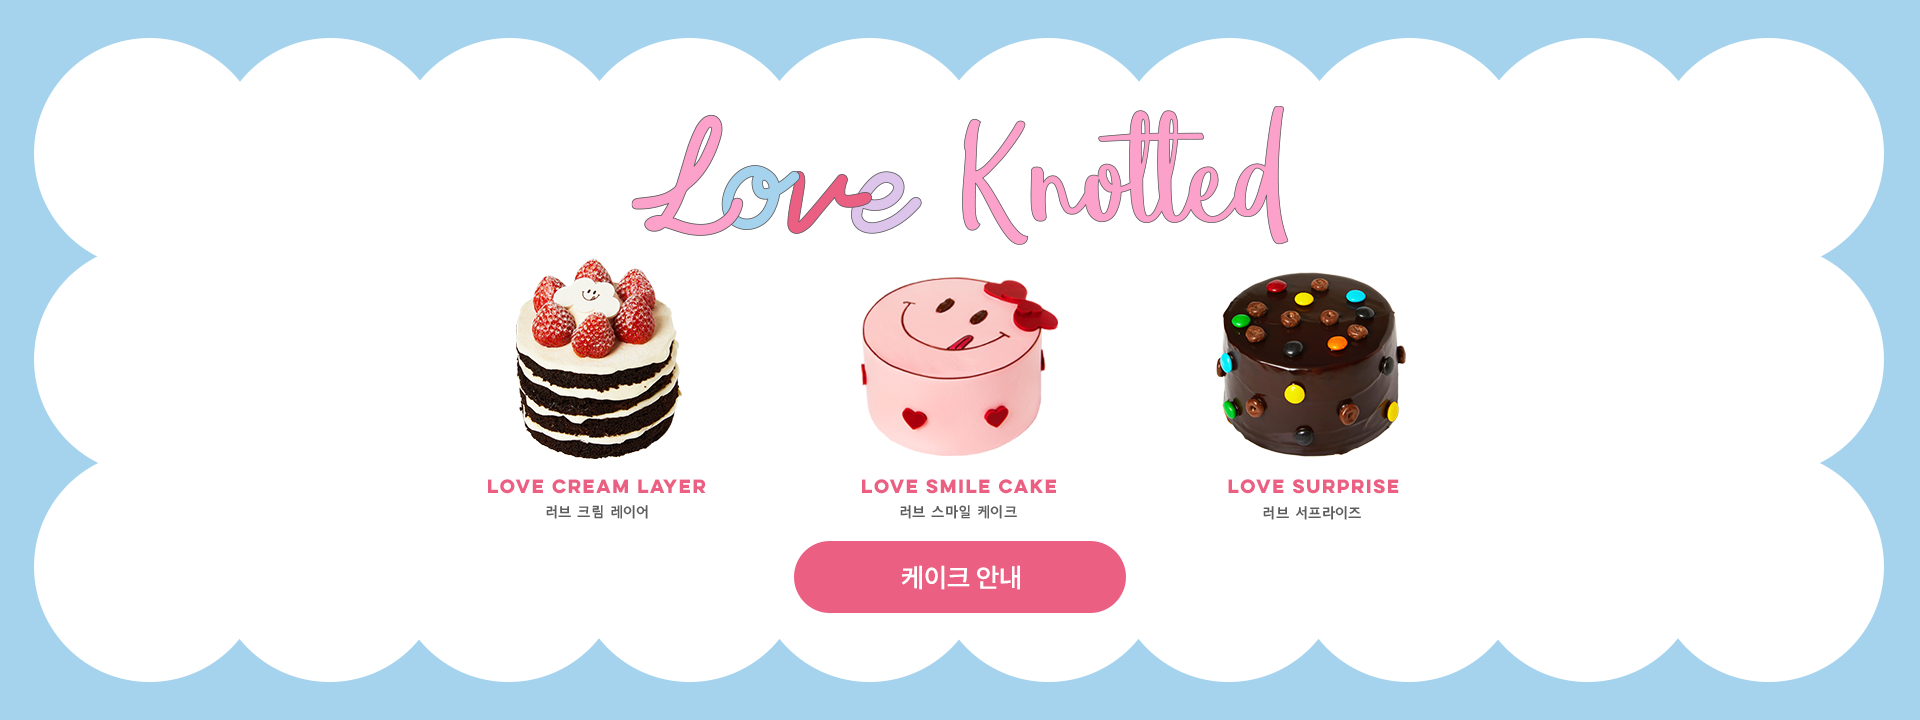 Love Knotted
LOVE CREAM LAYER
러브 크림 레이어
LOVE SMILE CAKE
러브 스마일 케이크
LOVE SURPRISE
러브 서프라이즈
케이크 안내